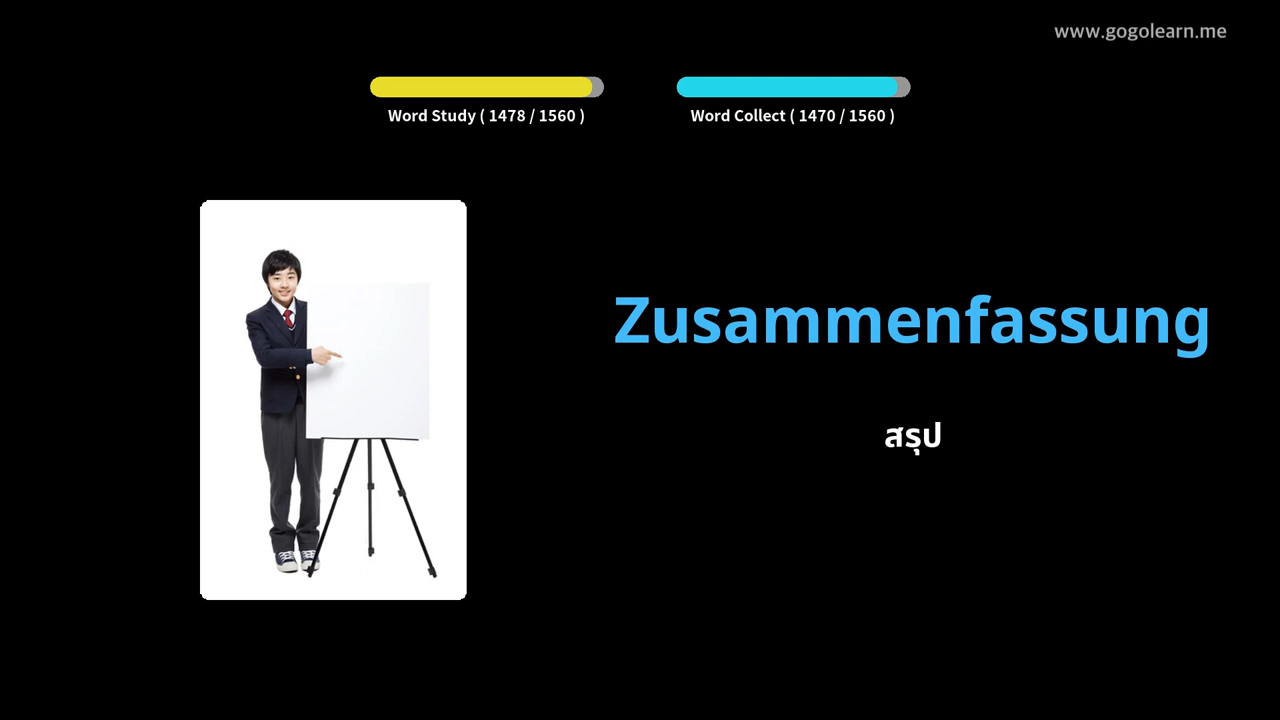 www.gogolearn.me
Word Study ( 1478 / 1560 )
Word Collect ( 1470 / 1560 )
Zusammenfassung
สรุป